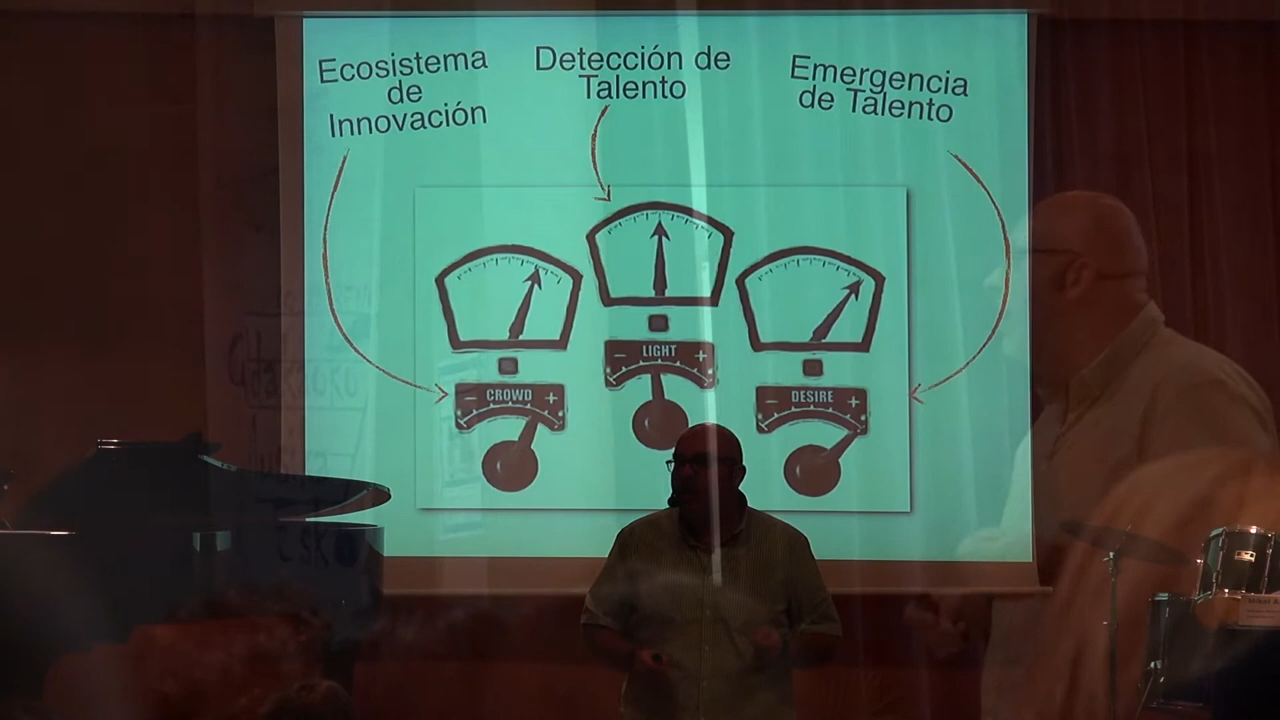 Ecosistema
de
Innovación
Detección de
Talento
Emergencia
de Talento
- LIGHT +
- CROWD +
- DESIRE +